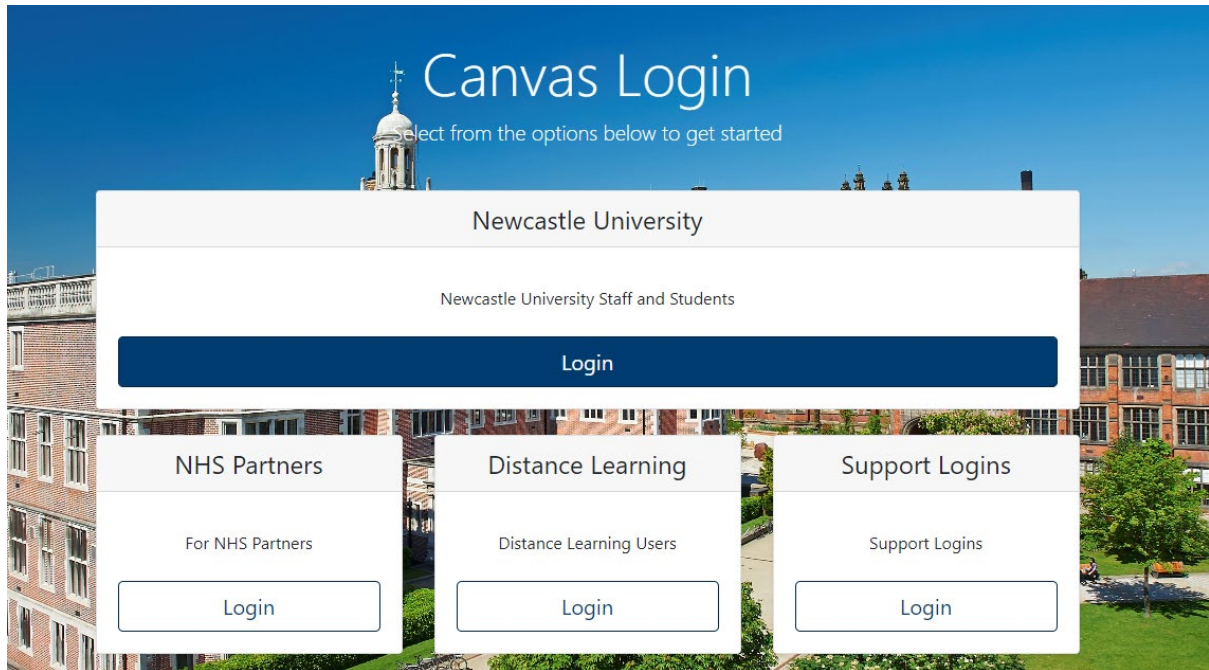 Canvas Login
Select from the options below to get started
Newcastle University
Newcastle University Staff and Students
Login
NHS Partners
For NHS Partners
Login
Distance Learning
Distance Learning Users
Login
Support Logins
Support Logins
Login